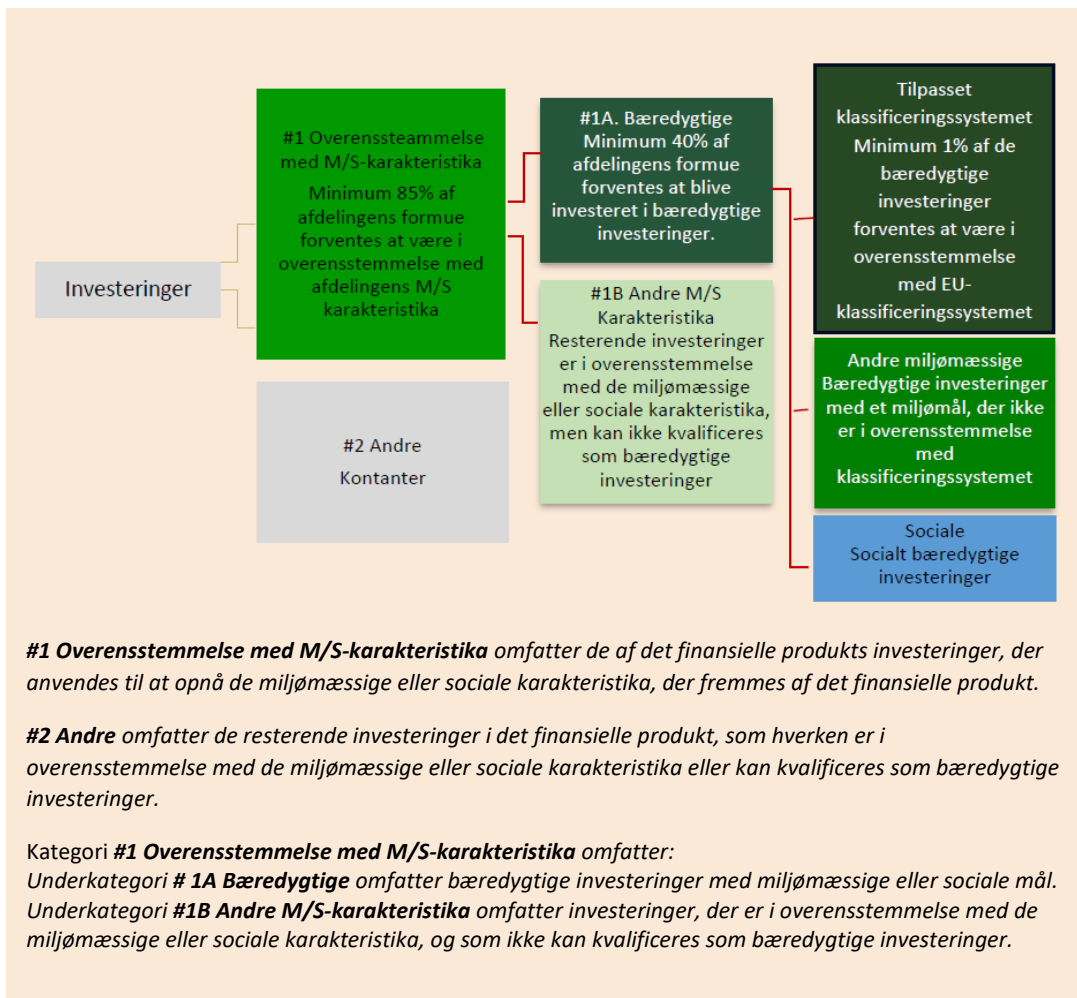 Investeringer
#1 Overenssteammelse
med M/S-karakteristika
Minimum 85% af
afdelingens formue
forventes at være i
overensstemmelse med
afdelingens M/S
karakteristika
#2 Andre
Kontanter
#1A. Bæredygtige
Minimum 40% af
afdelingens formue
forventes at blive
investeret i bæredygtige
investeringer.
#1B Andre M/S
Karakteristika
Resterende investeringer
er i overensstemmelse
med de miljømæssige
eller sociale karakteristika,
men kan ikke kvalificeres
som bæredygtige
investeringer
Tilpasset
klassificeringssystemet
Minimum 1% af de
bæredygtige
investeringer
forventes at være i
overensstemmelse
med EU-
klassificeringssystemet
Andre miljømæssige
Bæredygtige investeringer
med et miljømål, der ikke
er i overensstemmelse
med
klassificeringssystemet
Sociale
Socialt bæredygtige
investeringer
#1 Overensstemmelse med M/S-karakteristika omfatter de af det finansielle produkts investeringer, der
anvendes til at opnå de miljømæssige eller sociale karakteristika, der fremmes af det finansielle produkt.
#2 Andre omfatter de resterende investeringer i det finansielle produkt, som hverken er i
overensstemmelse med de miljømæssige eller sociale karakteristika eller kan kvalificeres som bæredygtige
investeringer.
Kategori #1 Overensstemmelse med M/S-karakteristika omfatter:
Underkategori # 1A Bæredygtige omfatter bæredygtige investeringer med miljømæssige eller sociale mål.
Underkategori #1B Andre M/S-karakteristika omfatter investeringer, der er i overensstemmelse med de
miljømæssige eller sociale karakteristika, og som ikke kan kvalificeres som bæredygtige investeringer.